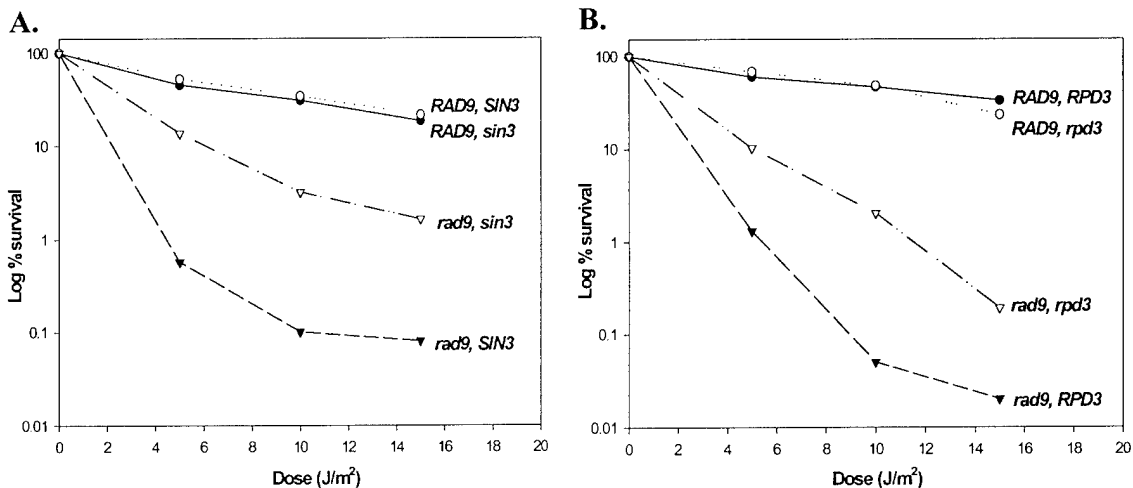 A.
100
10
1
0.1
0.01
Log % survival
0 2 4 6 8 10 12 14 16 18 20
Dose (J/m²)
RAD9, SIN3
RAD9, sin3
rad9, sin3
rad9, SIN3
B.
100
10
1
0.1
0.01
Log % survival
0 2 4 6 8 10 12 14 16 18 20
Dose (J/m²)
RAD9, RPD3
RAD9, rpd3
rad9, rpd3
rad9, RPD3